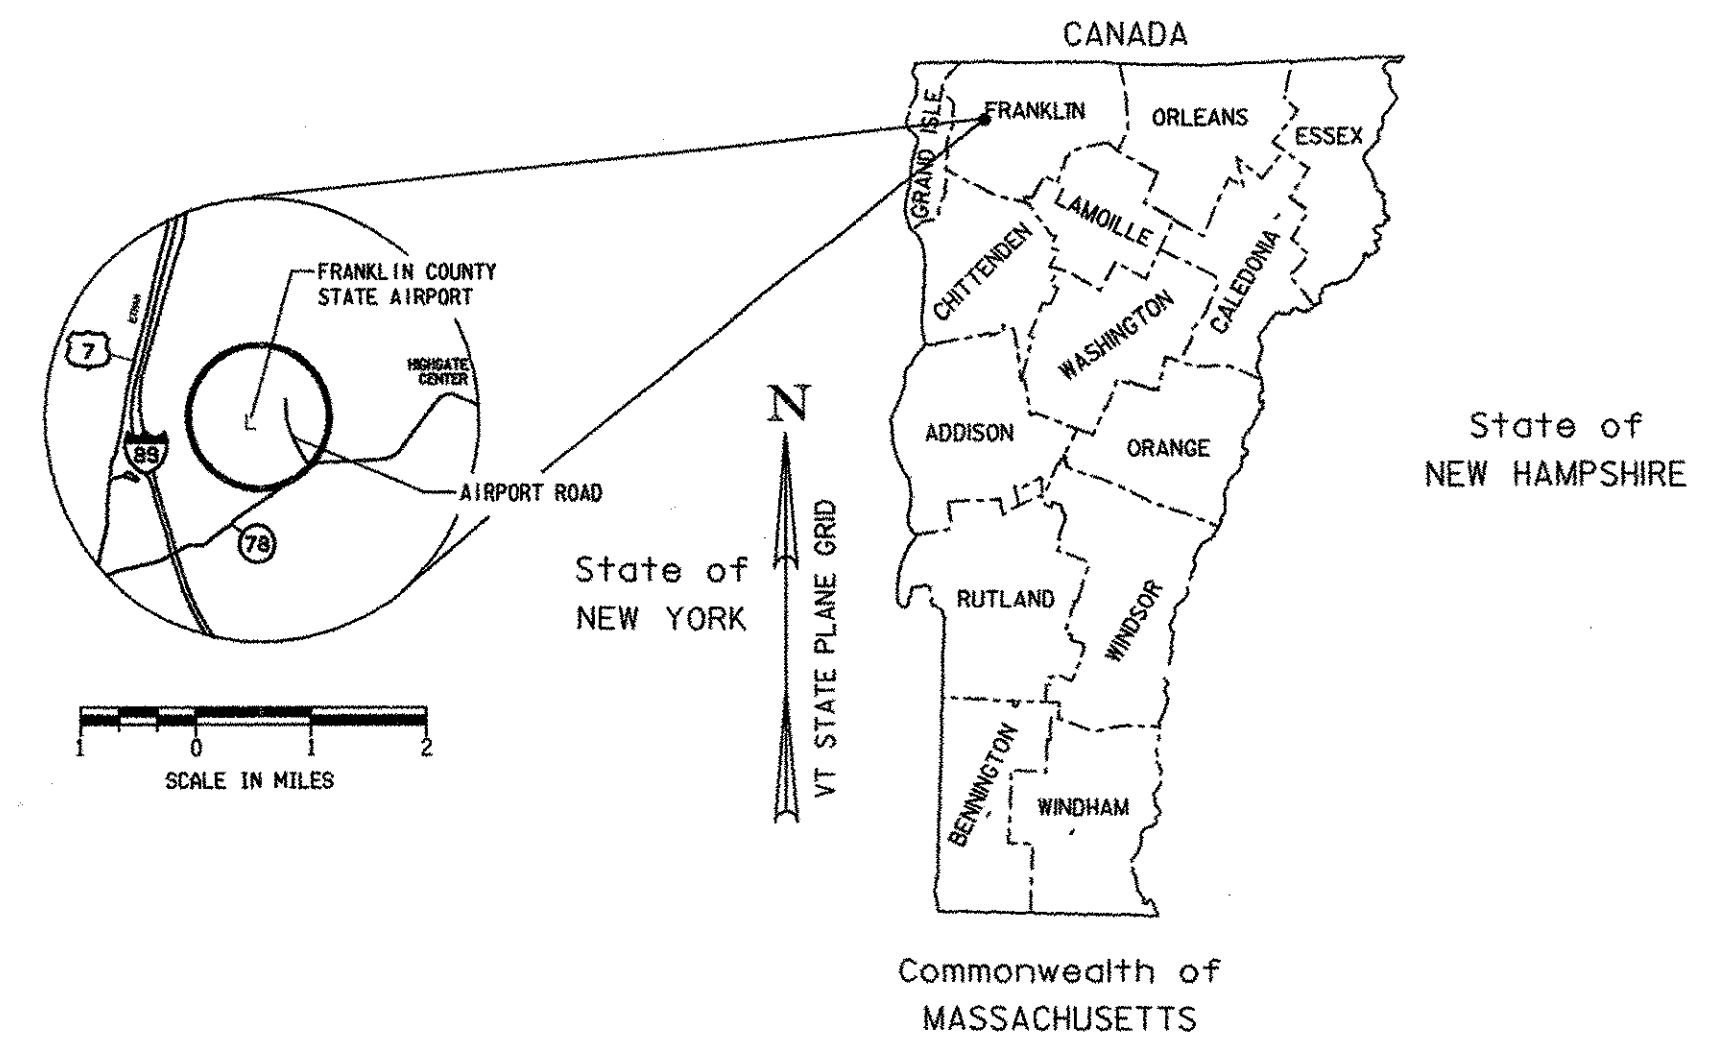 CANADA
FRANKLIN
ORLEANS
ESSEX
GRAND ISLE
LAMOILLE
CHITTENDEN
CALEDONIA
WASHINGTON
ADDISON
ORANGE
RUTLAND
WINDSOR
BENNINGTON
WINDHAM
FRANKLIN COUNTY
STATE AIRPORT
7
HIGHGATE
CENTER
89
AIRPORT ROAD
78
1 0 1 2
SCALE IN MILES
N
VT STATE PLANE GRID
State of
NEW YORK
State of
NEW HAMPSHIRE
Commonwealth of
MASSACHUSETTS